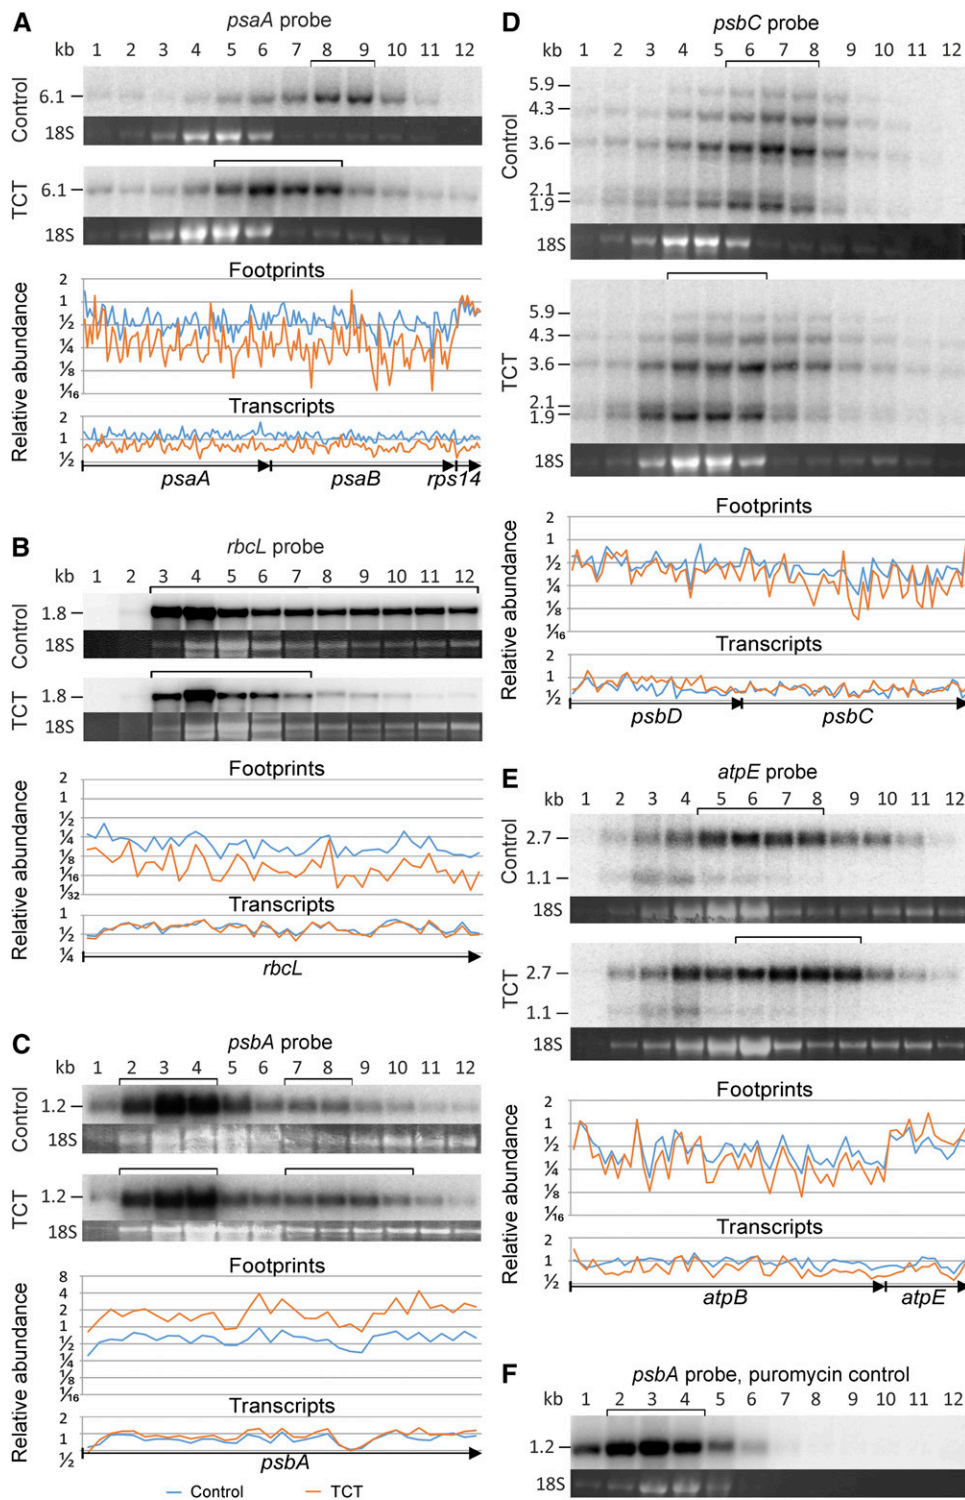 A
psaA probe
kb 1 2 3 4 5 6 7 8 9 10 11 12
Control
6.1
18S
TCT
6.1
18S
Footprints
Relative abundance
2
1
1/2
1/4
1/8
1/16
Transcripts
2
1
1/2
psaA psaB rps14
B
rbcL probe
kb 1 2 3 4 5 6 7 8 9 10 11 12
Control
1.8
18S
TCT
1.8
18S
Footprints
Relative abundance
2
1
1/2
1/4
1/8
1/16
1/32
Transcripts
1
1/2
1/4
rbcL
C
psbA probe
kb 1 2 3 4 5 6 7 8 9 10 11 12
Control
1.2
18S
TCT
1.2
18S
Footprints
Relative abundance
8
4
2
1
1/2
1/4
1/8
1/16
Transcripts
2
1
1/2
psbA
Control TCT
D
psbC probe
kb 1 2 3 4 5 6 7 8 9 10 11 12
Control
5.9
4.3
3.6
2.1
1.9
18S
TCT
5.9
4.3
3.6
2.1
1.9
18S
Footprints
Relative abundance
2
1
1/2
1/4
1/8
1/16
Transcripts
2
1
1/2
psbD psbC
E
atpE probe
kb 1 2 3 4 5 6 7 8 9 10 11 12
Control
2.7
1.1
18S
TCT
2.7
1.1
18S
Footprints
Relative abundance
2
1
1/2
1/4
1/8
1/16
Transcripts
2
1
1/2
atpB atpE
F
psbA probe, puromycin control
kb 1 2 3 4 5 6 7 8 9 10 11 12
1.2
18S